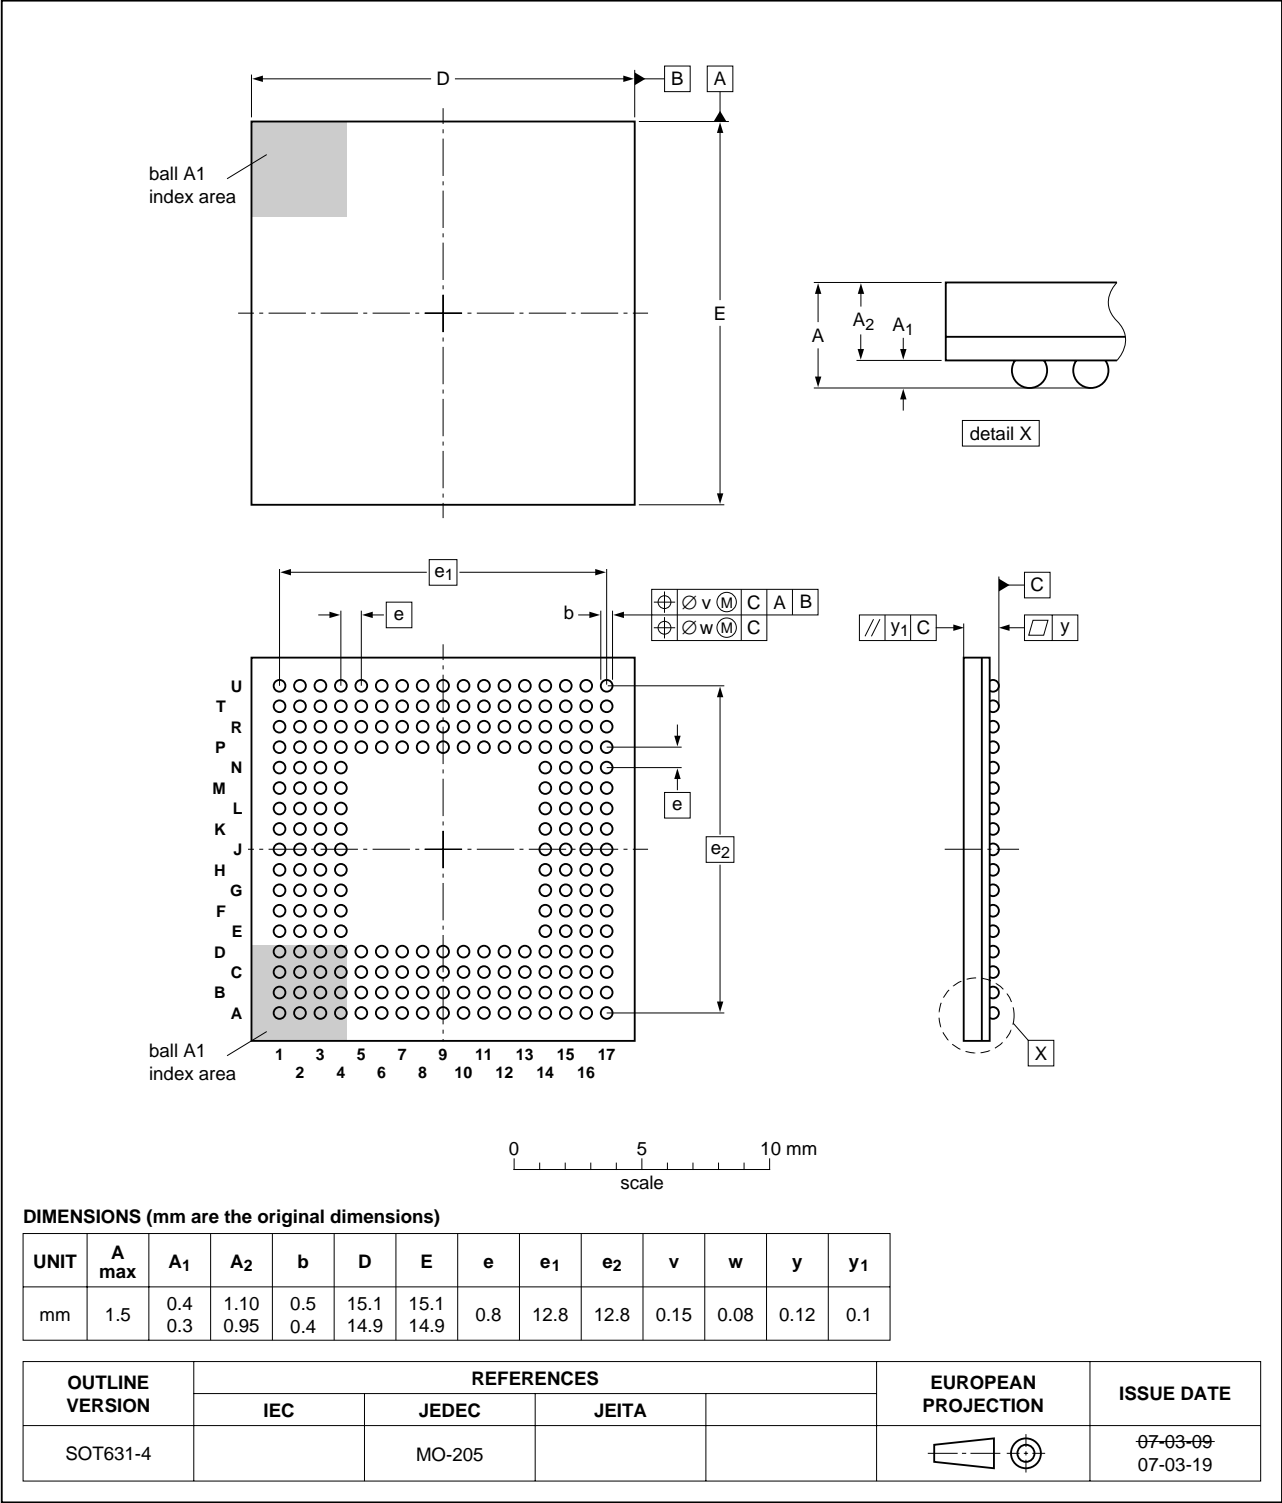 D
B
A
ball A1
index area
E
A
A2
A1
detail X
e1
e
b
⌖ ⌀ v Ⓜ C A B
⌖ ⌀ w Ⓜ C
C
// y1 C
▱ y
U
T
R
P
N
M
L
K
J
H
G
F
E
D
C
B
A
e
e2
ball A1
index area
1 3 5 7 9 11 13 15 17
2 4 6 8 10 12 14 16
X
0 5 10 mm
scale
DIMENSIONS (mm are the original dimensions)
UNIT A max A1 A2 b D E e e1 e2 v w y y1
mm 1.5 0.4 0.3 1.10 0.95 0.5 0.4 15.1 14.9 15.1 14.9 0.8 12.8 12.8 0.15 0.08 0.12 0.1
OUTLINE VERSION REFERENCES EUROPEAN PROJECTION ISSUE DATE
IEC JEDEC JEITA
SOT631-4 MO-205 07-03-09
07-03-19